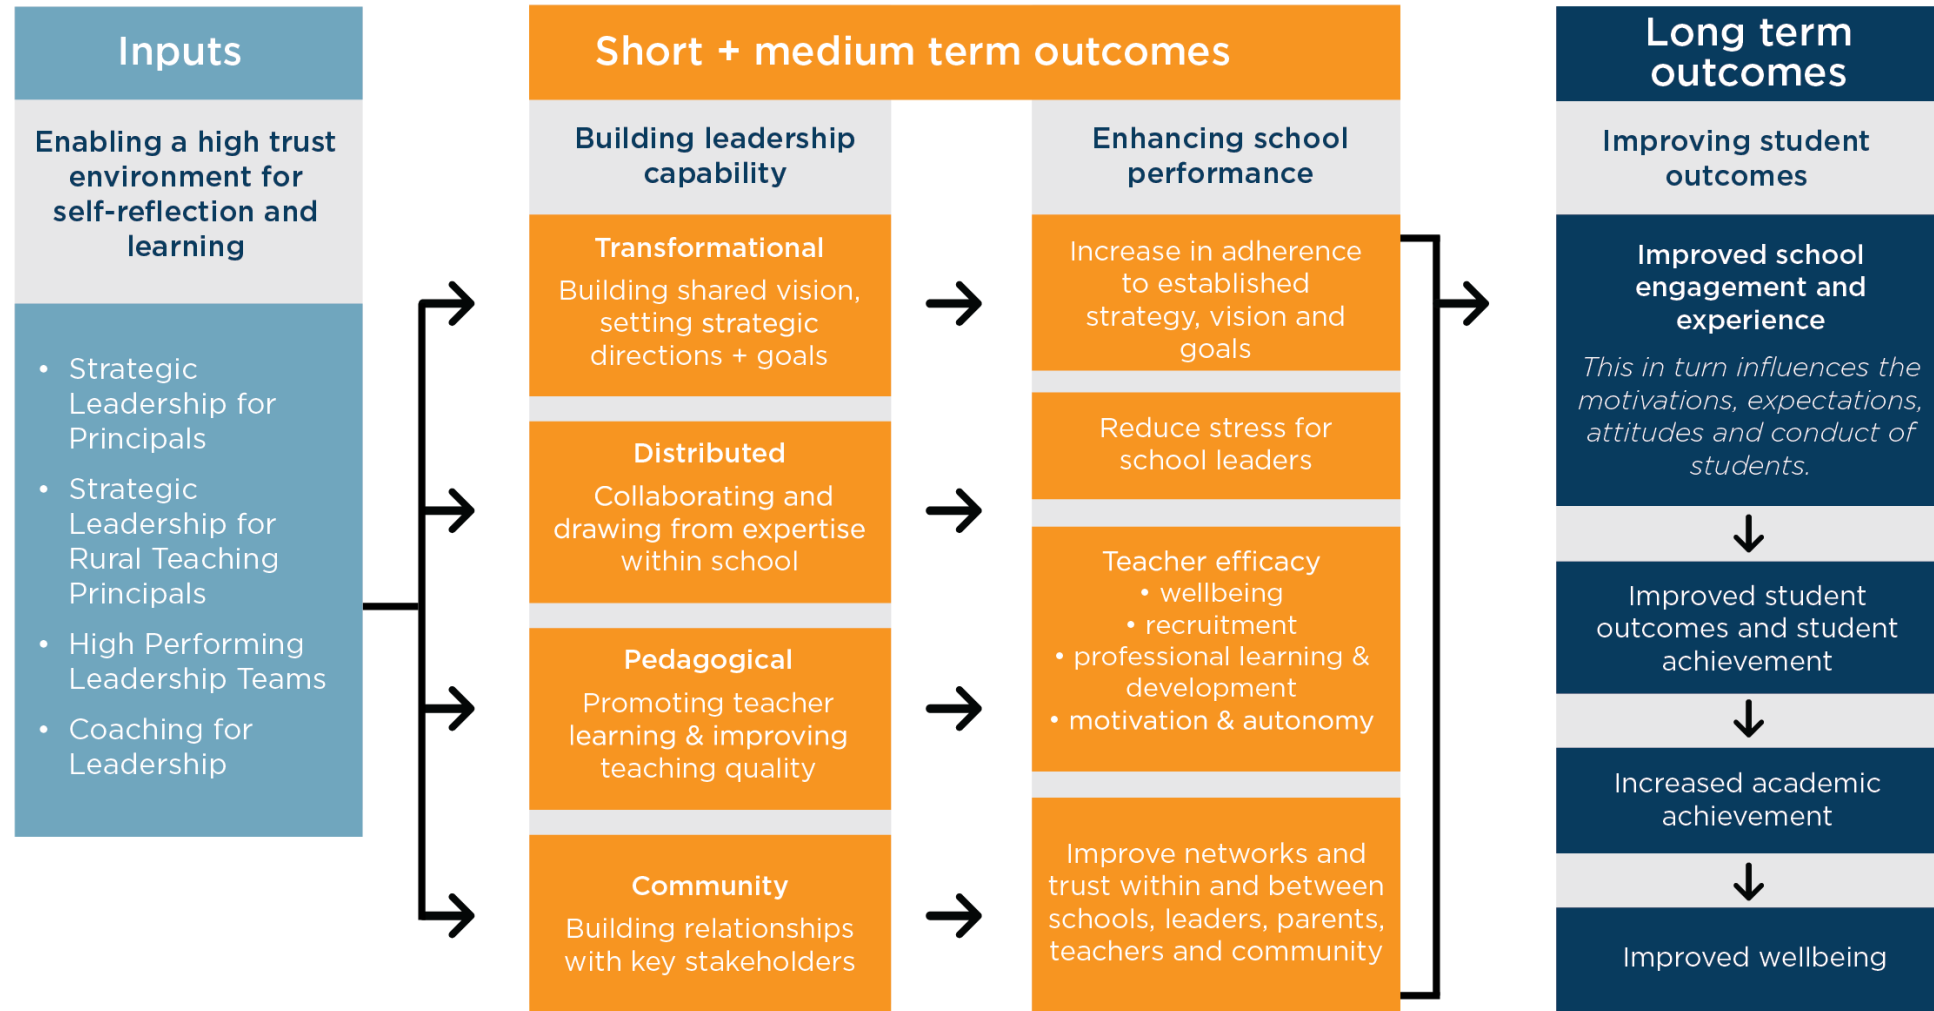 Inputs
Enabling a high trust
environment for
self-reflection and
learning
• Strategic
Leadership for
Principals
• Strategic
Leadership for
Rural Teaching
Principals
• High Performing
Leadership Teams
• Coaching for
Leadership
Short + medium term outcomes
Building leadership
capability
Transformational
Building shared vision,
setting strategic
directions + goals
Distributed
Collaborating and
drawing from expertise
within school
Pedagogical
Promoting teacher
learning & improving
teaching quality
Community
Building relationships
with key stakeholders
Enhancing school
performance
Increase in adherence
to established
strategy, vision and
goals
Reduce stress for
school leaders
Teacher efficacy
• wellbeing
• recruitment
• professional learning &
development
• motivation & autonomy
Improve networks and
trust within and between
schools, leaders, parents,
teachers and community
Long term
outcomes
Improving student
outcomes
Improved school
engagement and
experience
This in turn influences the
motivations, expectations,
attitudes and conduct of
students.
Improved student
outcomes and student
achievement
Increased academic
achievement
Improved wellbeing